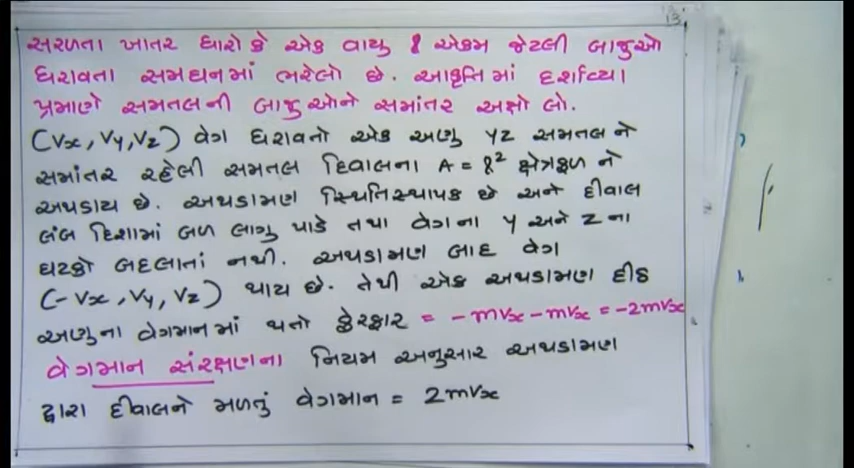 13
સરળતા ખાતર ધારો કે એક વાયુ l એકમ જેટલી બાજુઓ
ધરાવતા સમઘનમાં ભરેલો છે. આકૃતિમાં દર્શાવ્યા
પ્રમાણે સમતલની બાજુઓને સમાંતર અક્ષો લો.
(Vx, Vy, Vz) વેગ ધરાવતો એક અણુ yz સમતલને
સમાંતર રહેલી સમતલ દિવાલના A = l² ક્ષેત્રફળ ને
અથડાય છે. અથડામણ સ્થિતિસ્થાપક છે અને દીવાલ
લંબ દિશામાં બળ લાગુ પાડે તથા વેગના y અને z ના
ઘટકો બદલાતાં નથી. અથડામણ બાદ વેગ
(-Vx, Vy, Vz) થાય છે. તેથી એક અથડામણ દીઠ
અણુના વેગમાનમાં થતો ફેરફાર = -mVx - mVx = -2mVx
વેગમાન સંરક્ષણના નિયમ અનુસાર અથડામણ
દ્વારા દીવાલને મળતું વેગમાન = 2mVx